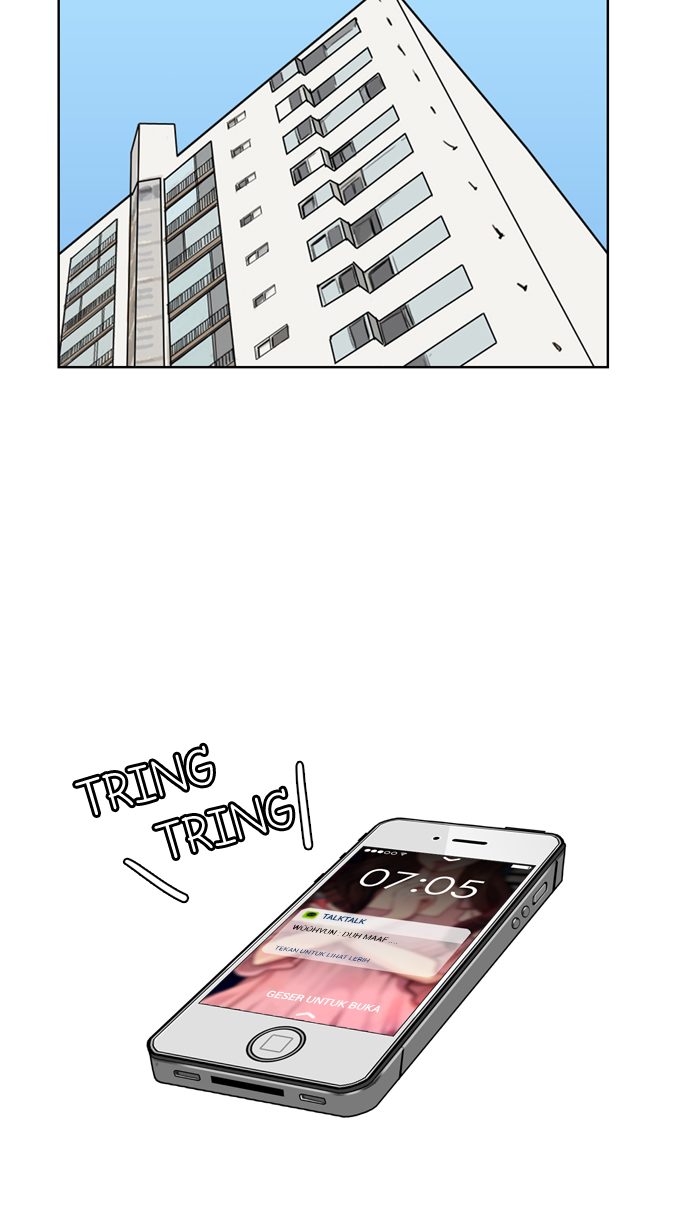 TRING
TRING
07:05
TALKTALK
WOOHYUN : DUH MAAF ....
TEKAN UNTUK LIHAT LEBIH
GESER UNTUK BUKA